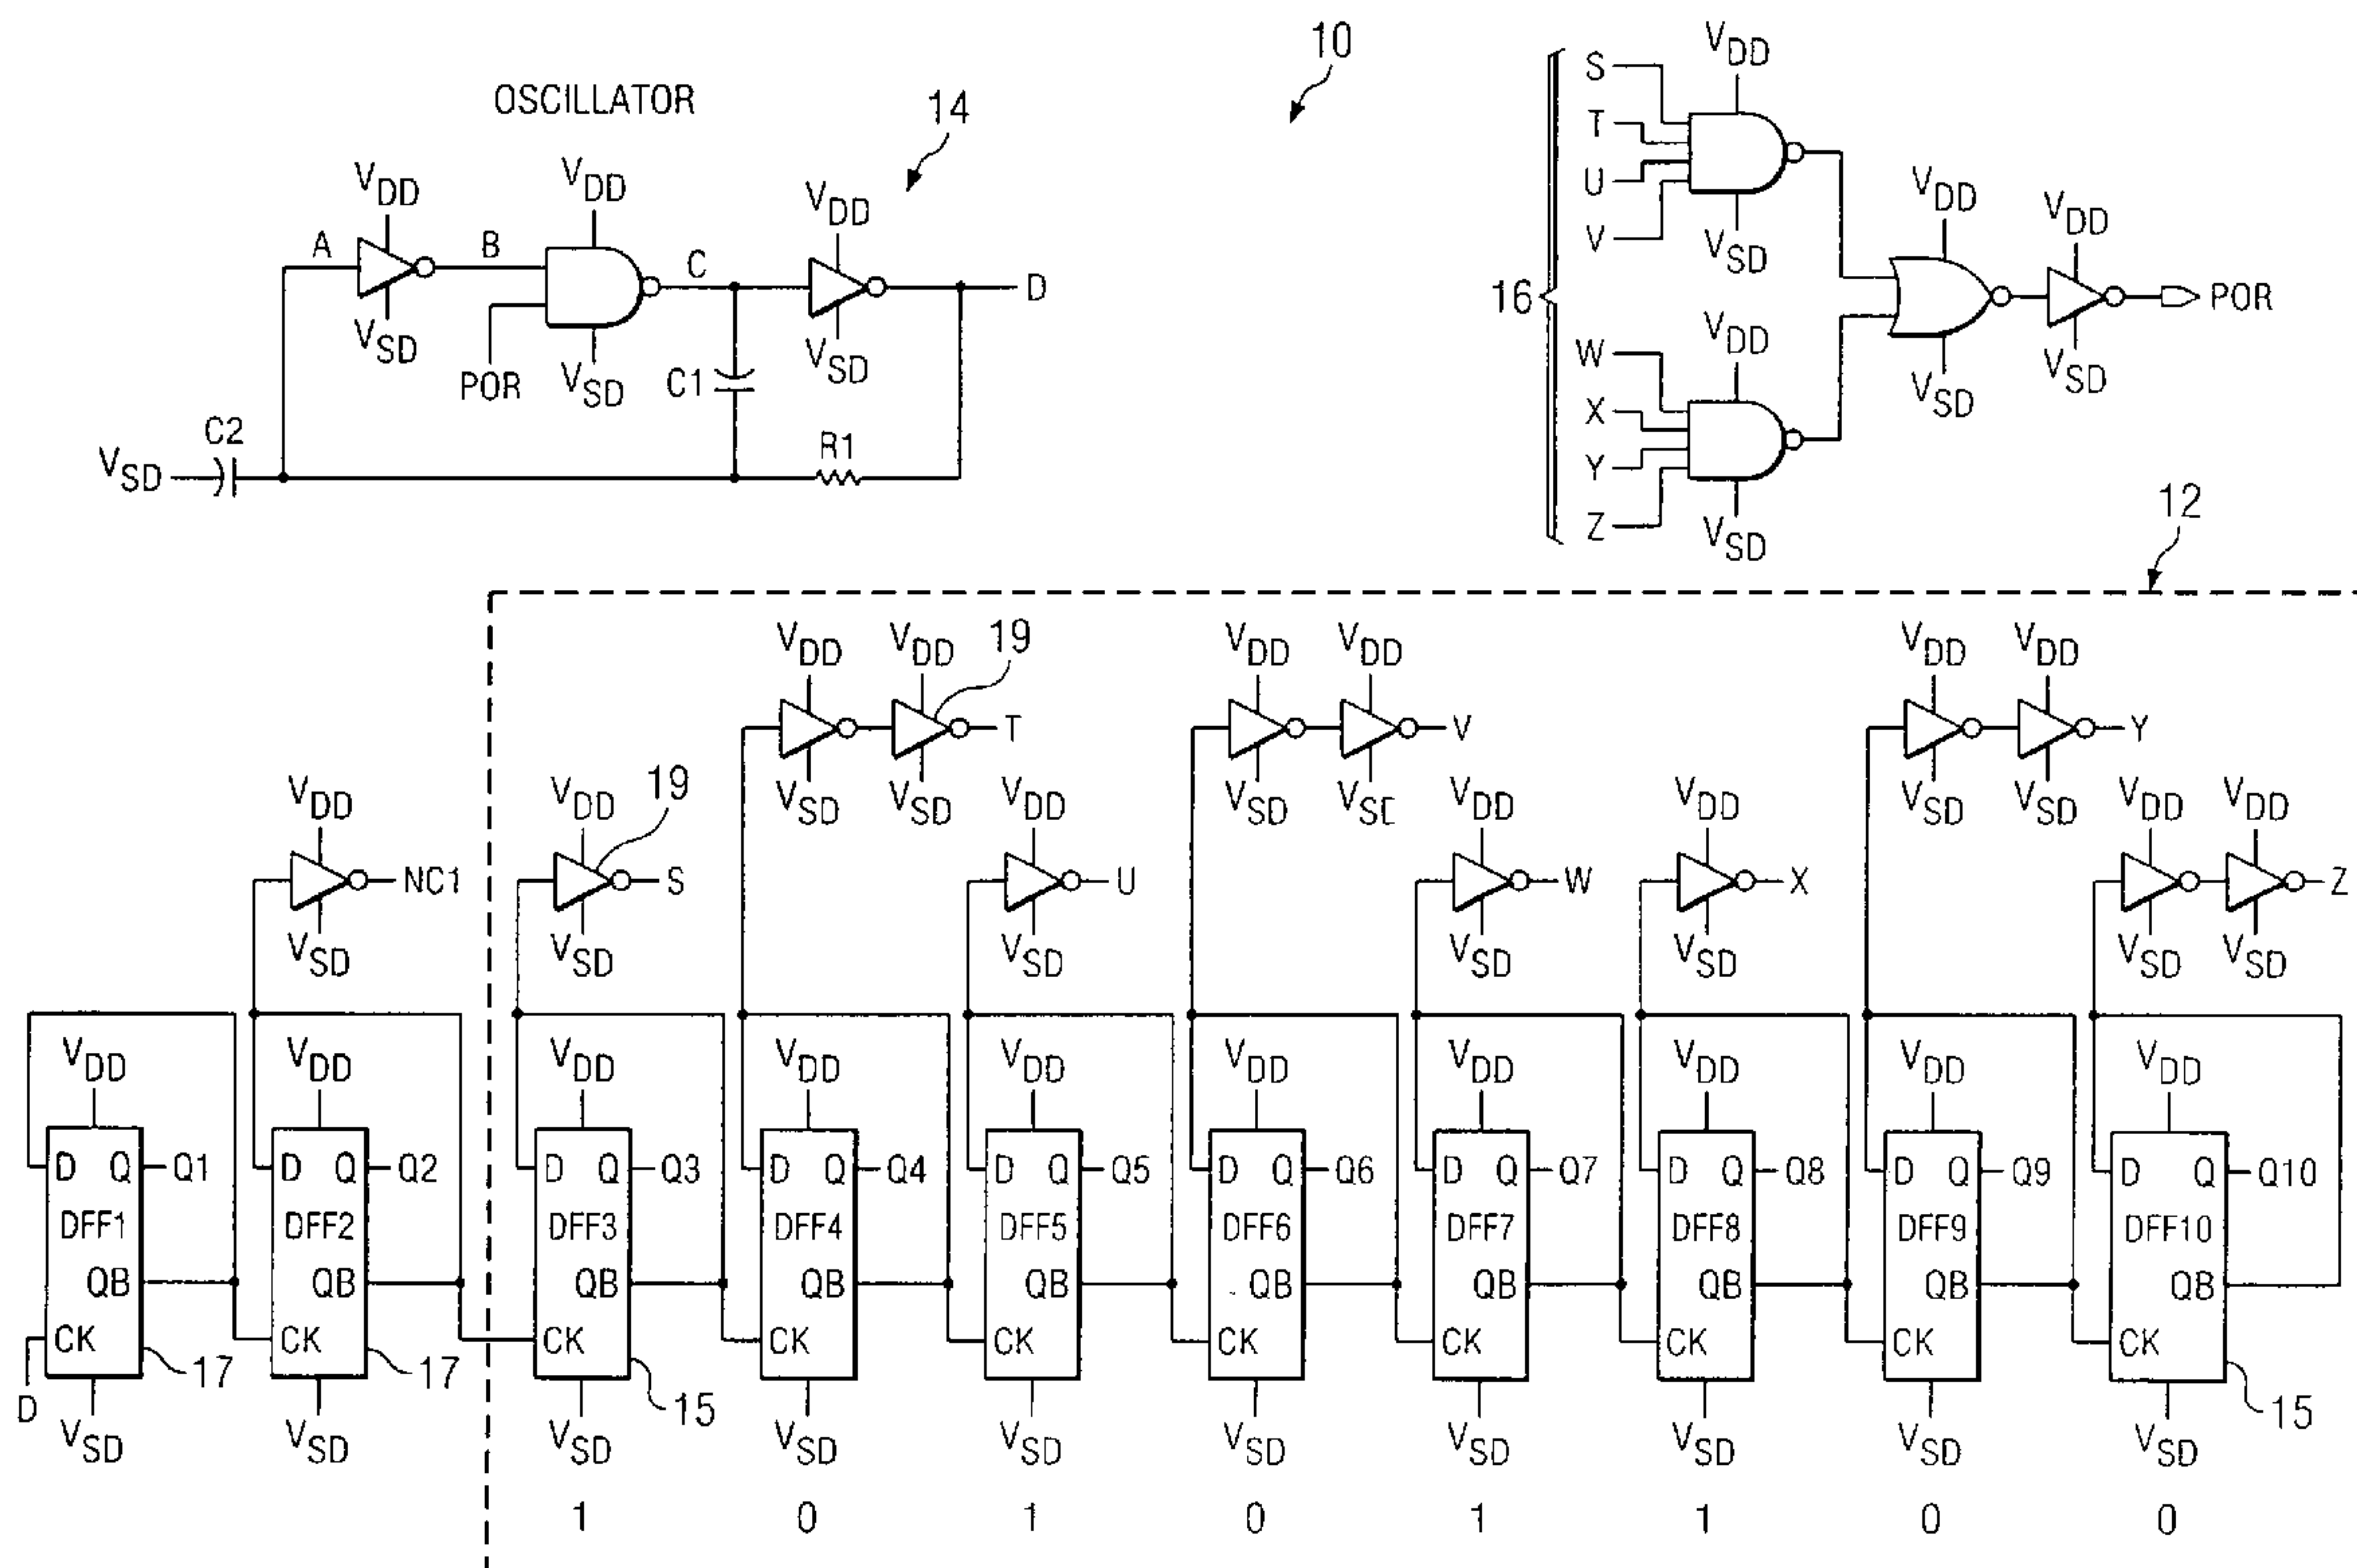 10
OSCILLATOR
14
VDD
VDD
VDD
A
B
C
D
VSD
POR
VSD
VSD
C1
C2
R1
VSD
16
S
T
U
V
W
X
Y
Z
VDD
VSD
VDD
VSD
VDD
VSD
VDD
VSD
POR
12
VDD
VDD
19
T
VSD
VSD
VDD
VDD
V
VSD
VSD
VDD
VDD
Y
VSD
VSD
VDD
NC1
VSD
VDD
19
S
VSD
VDD
U
VSD
VDD
W
VSD
VDD
X
VSD
VDD
VDD
Z
VSD
VSD
VDD
VDD
VDD
VDD
VDD
VDD
VDD
VDD
VDD
VDD
D Q Q1
D Q Q2
D Q Q3
D Q Q4
D Q Q5
D Q Q6
D Q Q7
D Q Q8
D Q Q9
D Q Q10
DFF1
DFF2
DFF3
DFF4
DFF5
DFF6
DFF7
DFF8
DFF9
DFF10
QB
QB
QB
QB
QB
QB
QB
QB
QB
QB
CK
CK
CK
CK
CK
CK
CK
CK
CK
CK
D
17
17
15
15
VSD
VSD
VSD
VSD
VSD
VSD
VSD
VSD
VSD
VSD
1 0 1 0 1 1 0 0